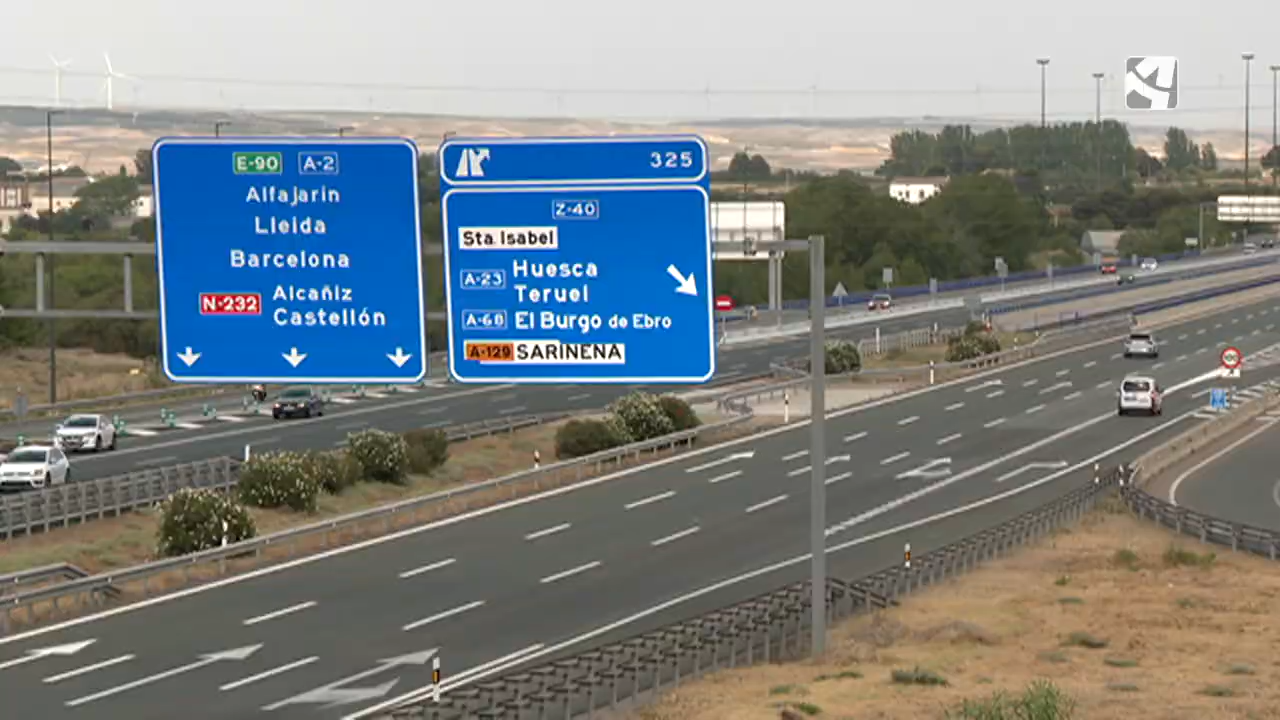 E-90 A-2
Alfajarin
Lleida
Barcelona
N-232 Alcañiz
Castellón
325
Z-40
Sta. Isabel
A-23 Huesca
Teruel
A-68 El Burgo de Ebro
A-129 SARIÑENA